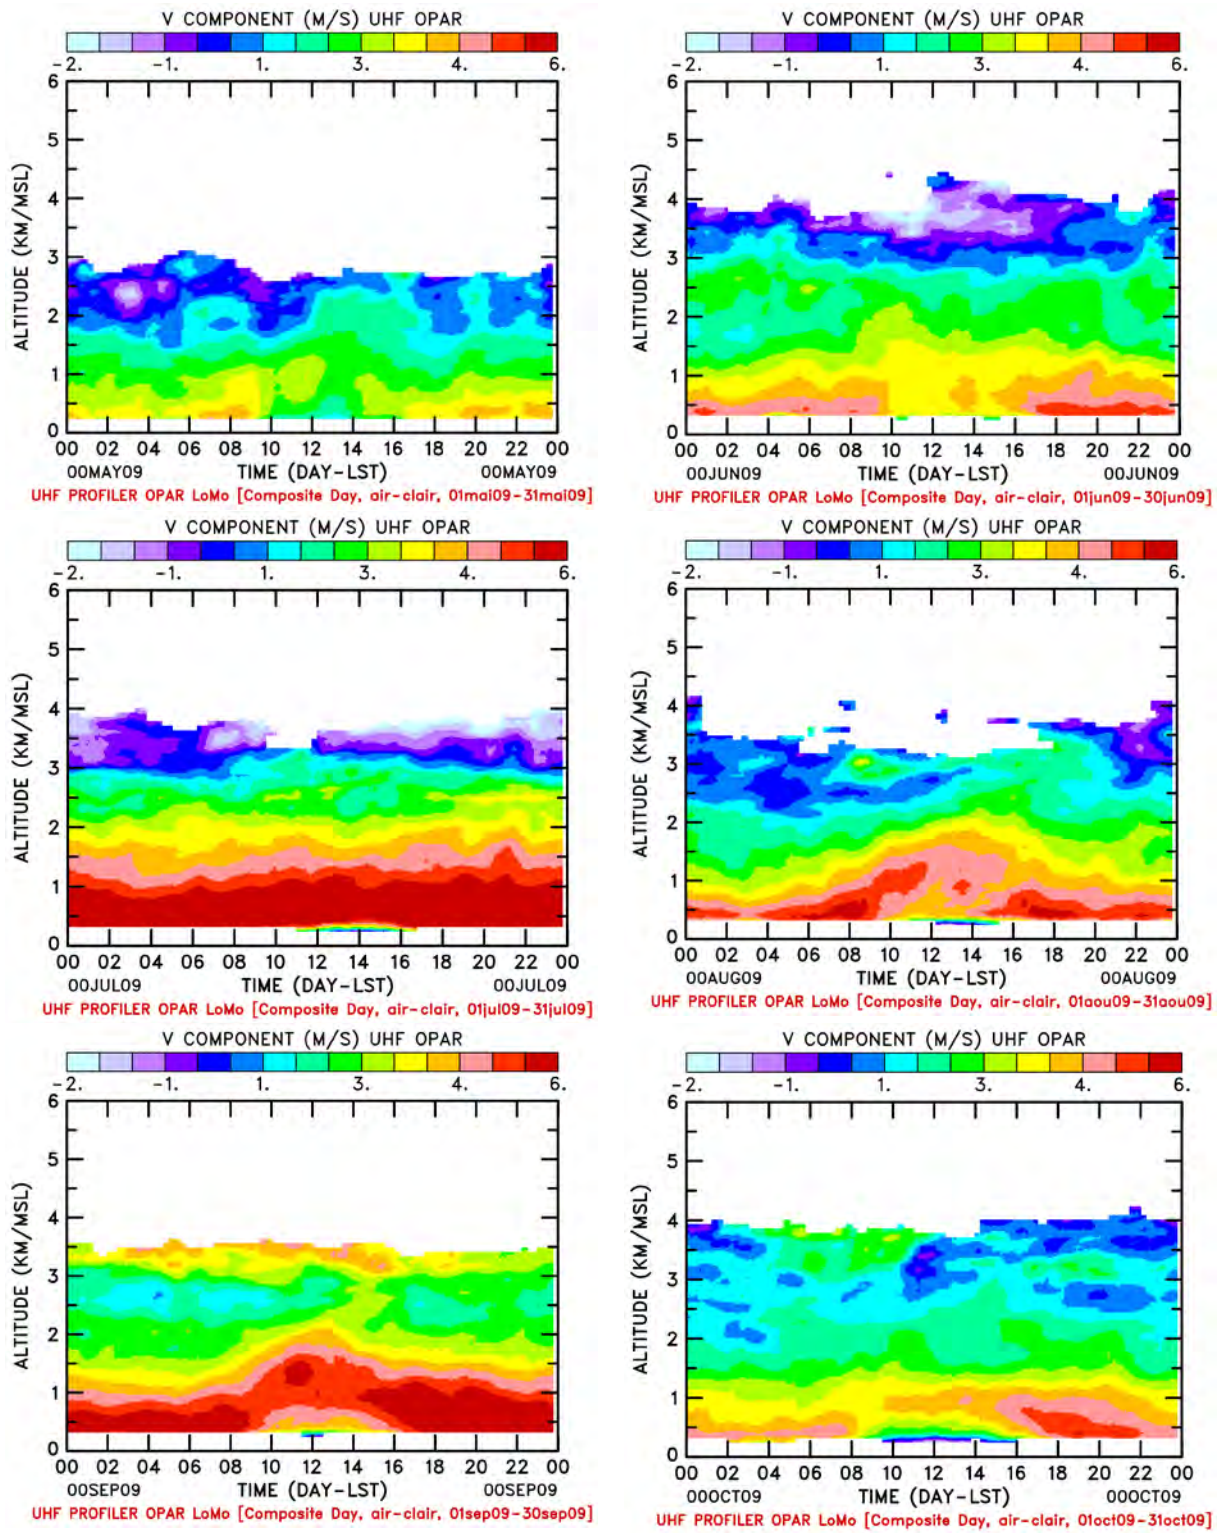 V COMPONENT (M/S) UHF OPAR
-2. -1. 1. 3. 4. 6.
ALTITUDE (KM/MSL)
6
5
4
3
2
1
0
00 02 04 06 08 10 12 14 16 18 20 22 00
00MAY09 TIME (DAY-LST) 00MAY09
UHF PROFILER OPAR LoMo [Composite Day, air-clair, 01mai09-31mai09]
V COMPONENT (M/S) UHF OPAR
-2. -1. 1. 3. 4. 6.
ALTITUDE (KM/MSL)
6
5
4
3
2
1
0
00 02 04 06 08 10 12 14 16 18 20 22 00
00JUN09 TIME (DAY-LST) 00JUN09
UHF PROFILER OPAR LoMo [Composite Day, air-clair, 01jun09-30jun09]
V COMPONENT (M/S) UHF OPAR
-2. -1. 1. 3. 4. 6.
ALTITUDE (KM/MSL)
6
5
4
3
2
1
0
00 02 04 06 08 10 12 14 16 18 20 22 00
00JUL09 TIME (DAY-LST) 00JUL09
UHF PROFILER OPAR LoMo [Composite Day, air-clair, 01jul09-31jul09]
V COMPONENT (M/S) UHF OPAR
-2. -1. 1. 3. 4. 6.
ALTITUDE (KM/MSL)
6
5
4
3
2
1
0
00 02 04 06 08 10 12 14 16 18 20 22 00
00AUG09 TIME (DAY-LST) 00AUG09
UHF PROFILER OPAR LoMo [Composite Day, air-clair, 01aou09-31aou09]
V COMPONENT (M/S) UHF OPAR
-2. -1. 1. 3. 4. 6.
ALTITUDE (KM/MSL)
6
5
4
3
2
1
0
00 02 04 06 08 10 12 14 16 18 20 22 00
00SEP09 TIME (DAY-LST) 00SEP09
UHF PROFILER OPAR LoMo [Composite Day, air-clair, 01sep09-30sep09]
V COMPONENT (M/S) UHF OPAR
-2. -1. 1. 3. 4. 6.
ALTITUDE (KM/MSL)
6
5
4
3
2
1
0
00 02 04 06 08 10 12 14 16 18 20 22 00
00OCT09 TIME (DAY-LST) 00OCT09
UHF PROFILER OPAR LoMo [Composite Day, air-clair, 01oct09-31oct09]